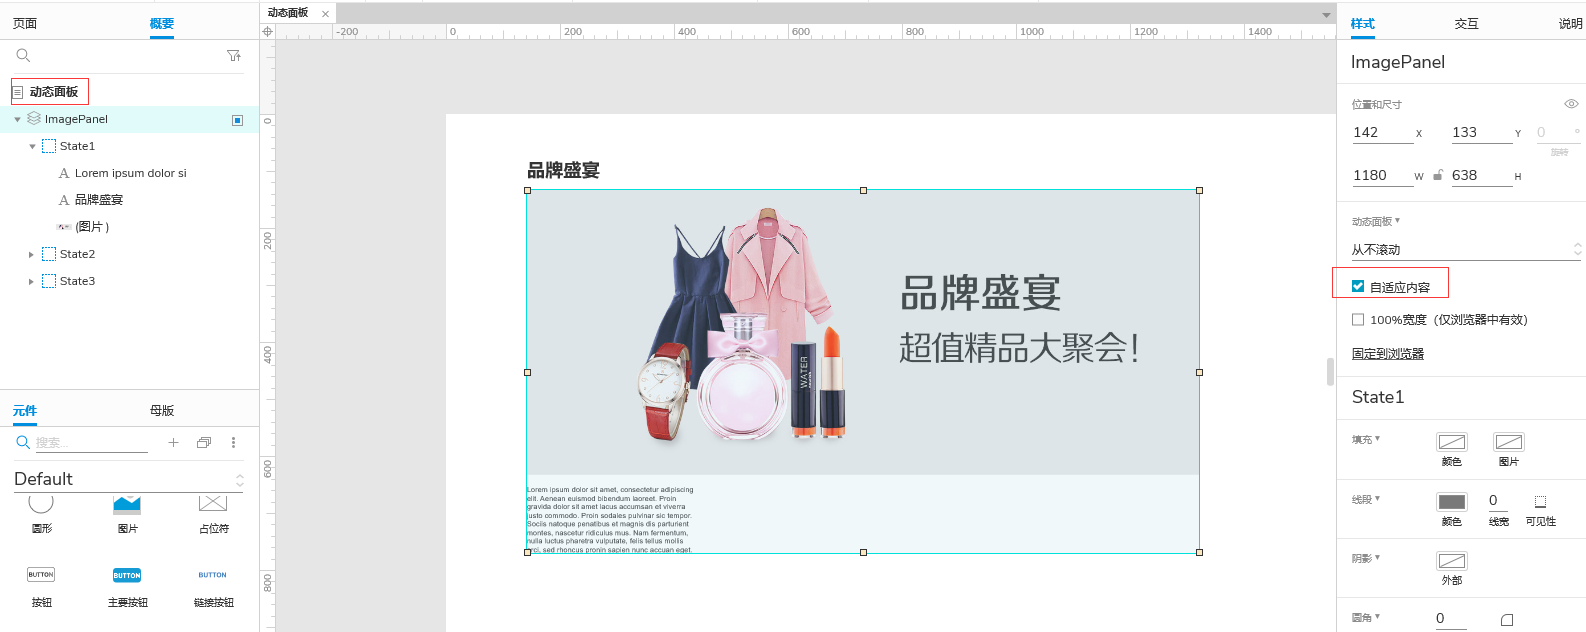 页面
概要
动态面板
ImagePanel
State1
Lorem ipsum dolor si
品牌盛宴
(图片)
State2
State3
元件
母版
搜索...
Default
圆形
图片
占位符
BUTTON
BUTTON
BUTTON
按钮
主要按钮
链接按钮
动态面板
-200 0 200 400 600 800 1000 1200 1400
0
200
400
600
800
品牌盛宴
WATER
品牌盛宴
超值精品大聚会！
Lorem ipsum dolor sit amet, consectetur adipiscing
elit. Aenean euismod bibendum laoreet. Proin
gravida dolor sit amet lacus accumsan et viverra
justo commodo. Proin sodales pulvinar sic tempor.
Sociis natoque penatibus et magnis dis parturient
montes, nascetur ridiculus mus. Nam fermentum,
nulla luctus pharetra vulputate, felis tellus mollis
orci, sed rhoncus pronin sapien nunc accuan eget.
样式
交互
说明
ImagePanel
位置和尺寸
142 X 133 Y 0 °
旋转
1180 W 638 H
动态面板
从不滚动
自适应内容
100%宽度（仅浏览器中有效）
固定到浏览器
State1
填充
颜色
图片
线段
0
颜色
线宽
可见性
阴影
外部
圆角
0